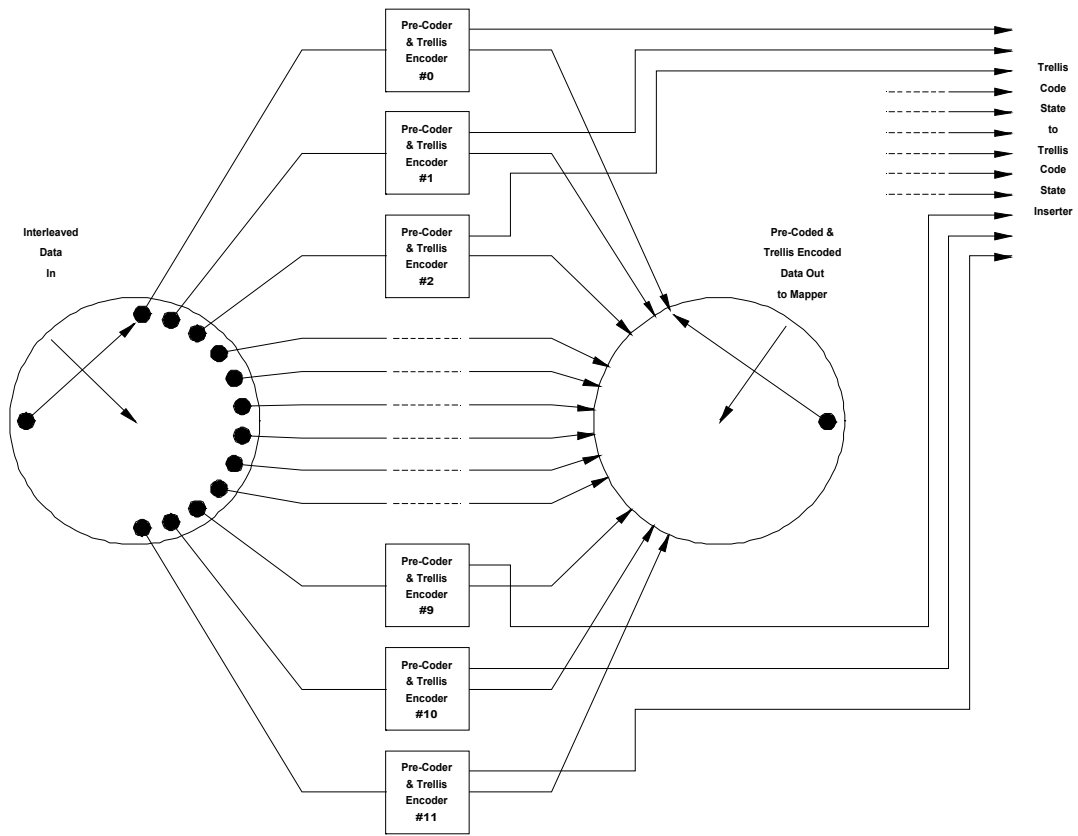 Pre-Coder
& Trellis
Encoder
#0
Pre-Coder
& Trellis
Encoder
#1
Pre-Coder
& Trellis
Encoder
#2
Interleaved
Data
In
Pre-Coded &
Trellis Encoded
Data Out
to Mapper
Trellis
Code
State
to
Trellis
Code
State
Inserter
Pre-Coder
& Trellis
Encoder
#9
Pre-Coder
& Trellis
Encoder
#10
Pre-Coder
& Trellis
Encoder
#11